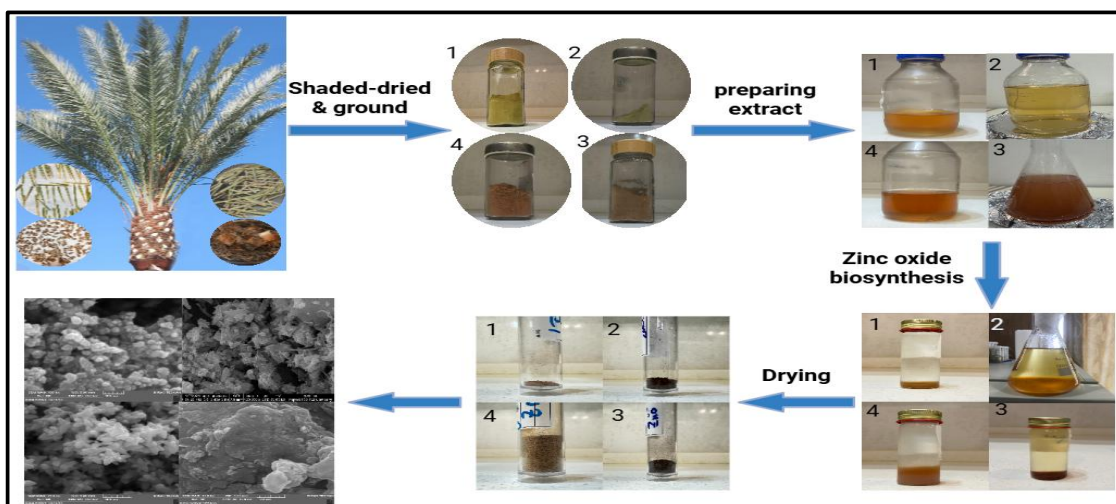 Shaded-dried
& ground
1
2
4
3
preparing
extract
1
2
4
3
Zinc oxide
biosynthesis
1
2
4
3
Drying
1
2
4
3
ZnO